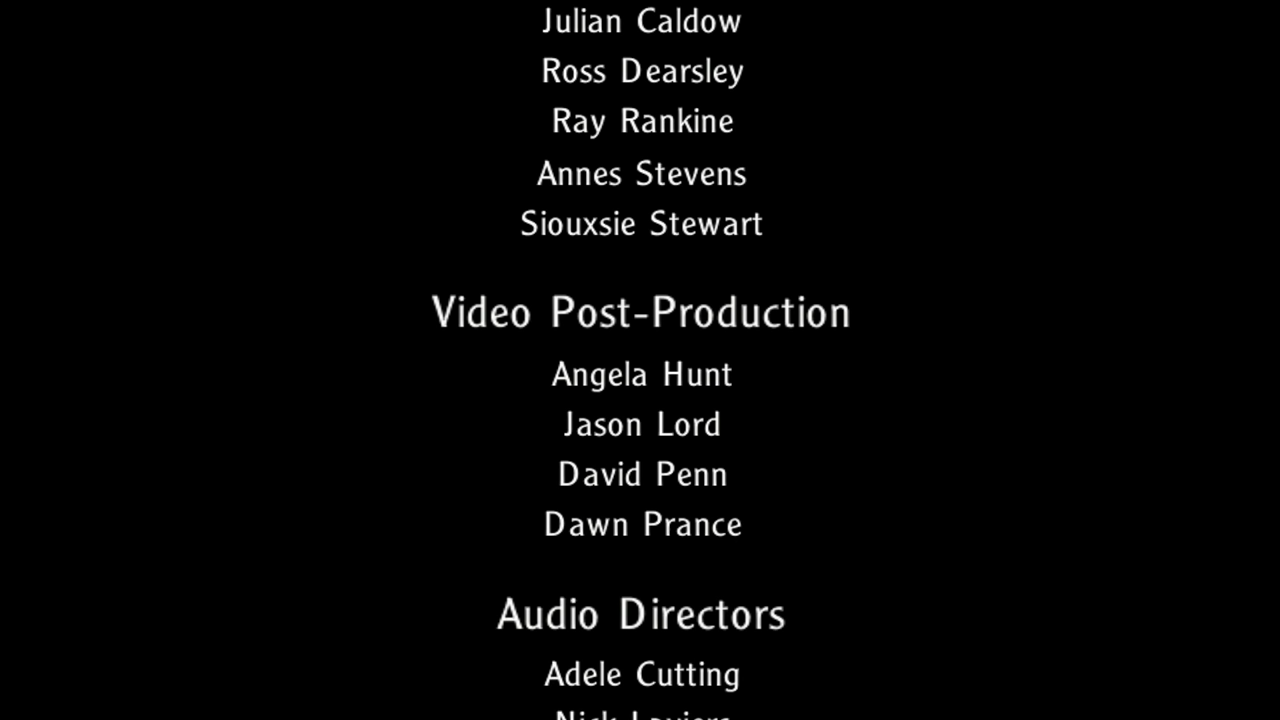 Julian Caldow
Ross Dearsley
Ray Rankine
Annes Stevens
Siouxsie Stewart
Video Post-Production
Angela Hunt
Jason Lord
David Penn
Dawn Prance
Audio Directors
Adele Cutting
Nick